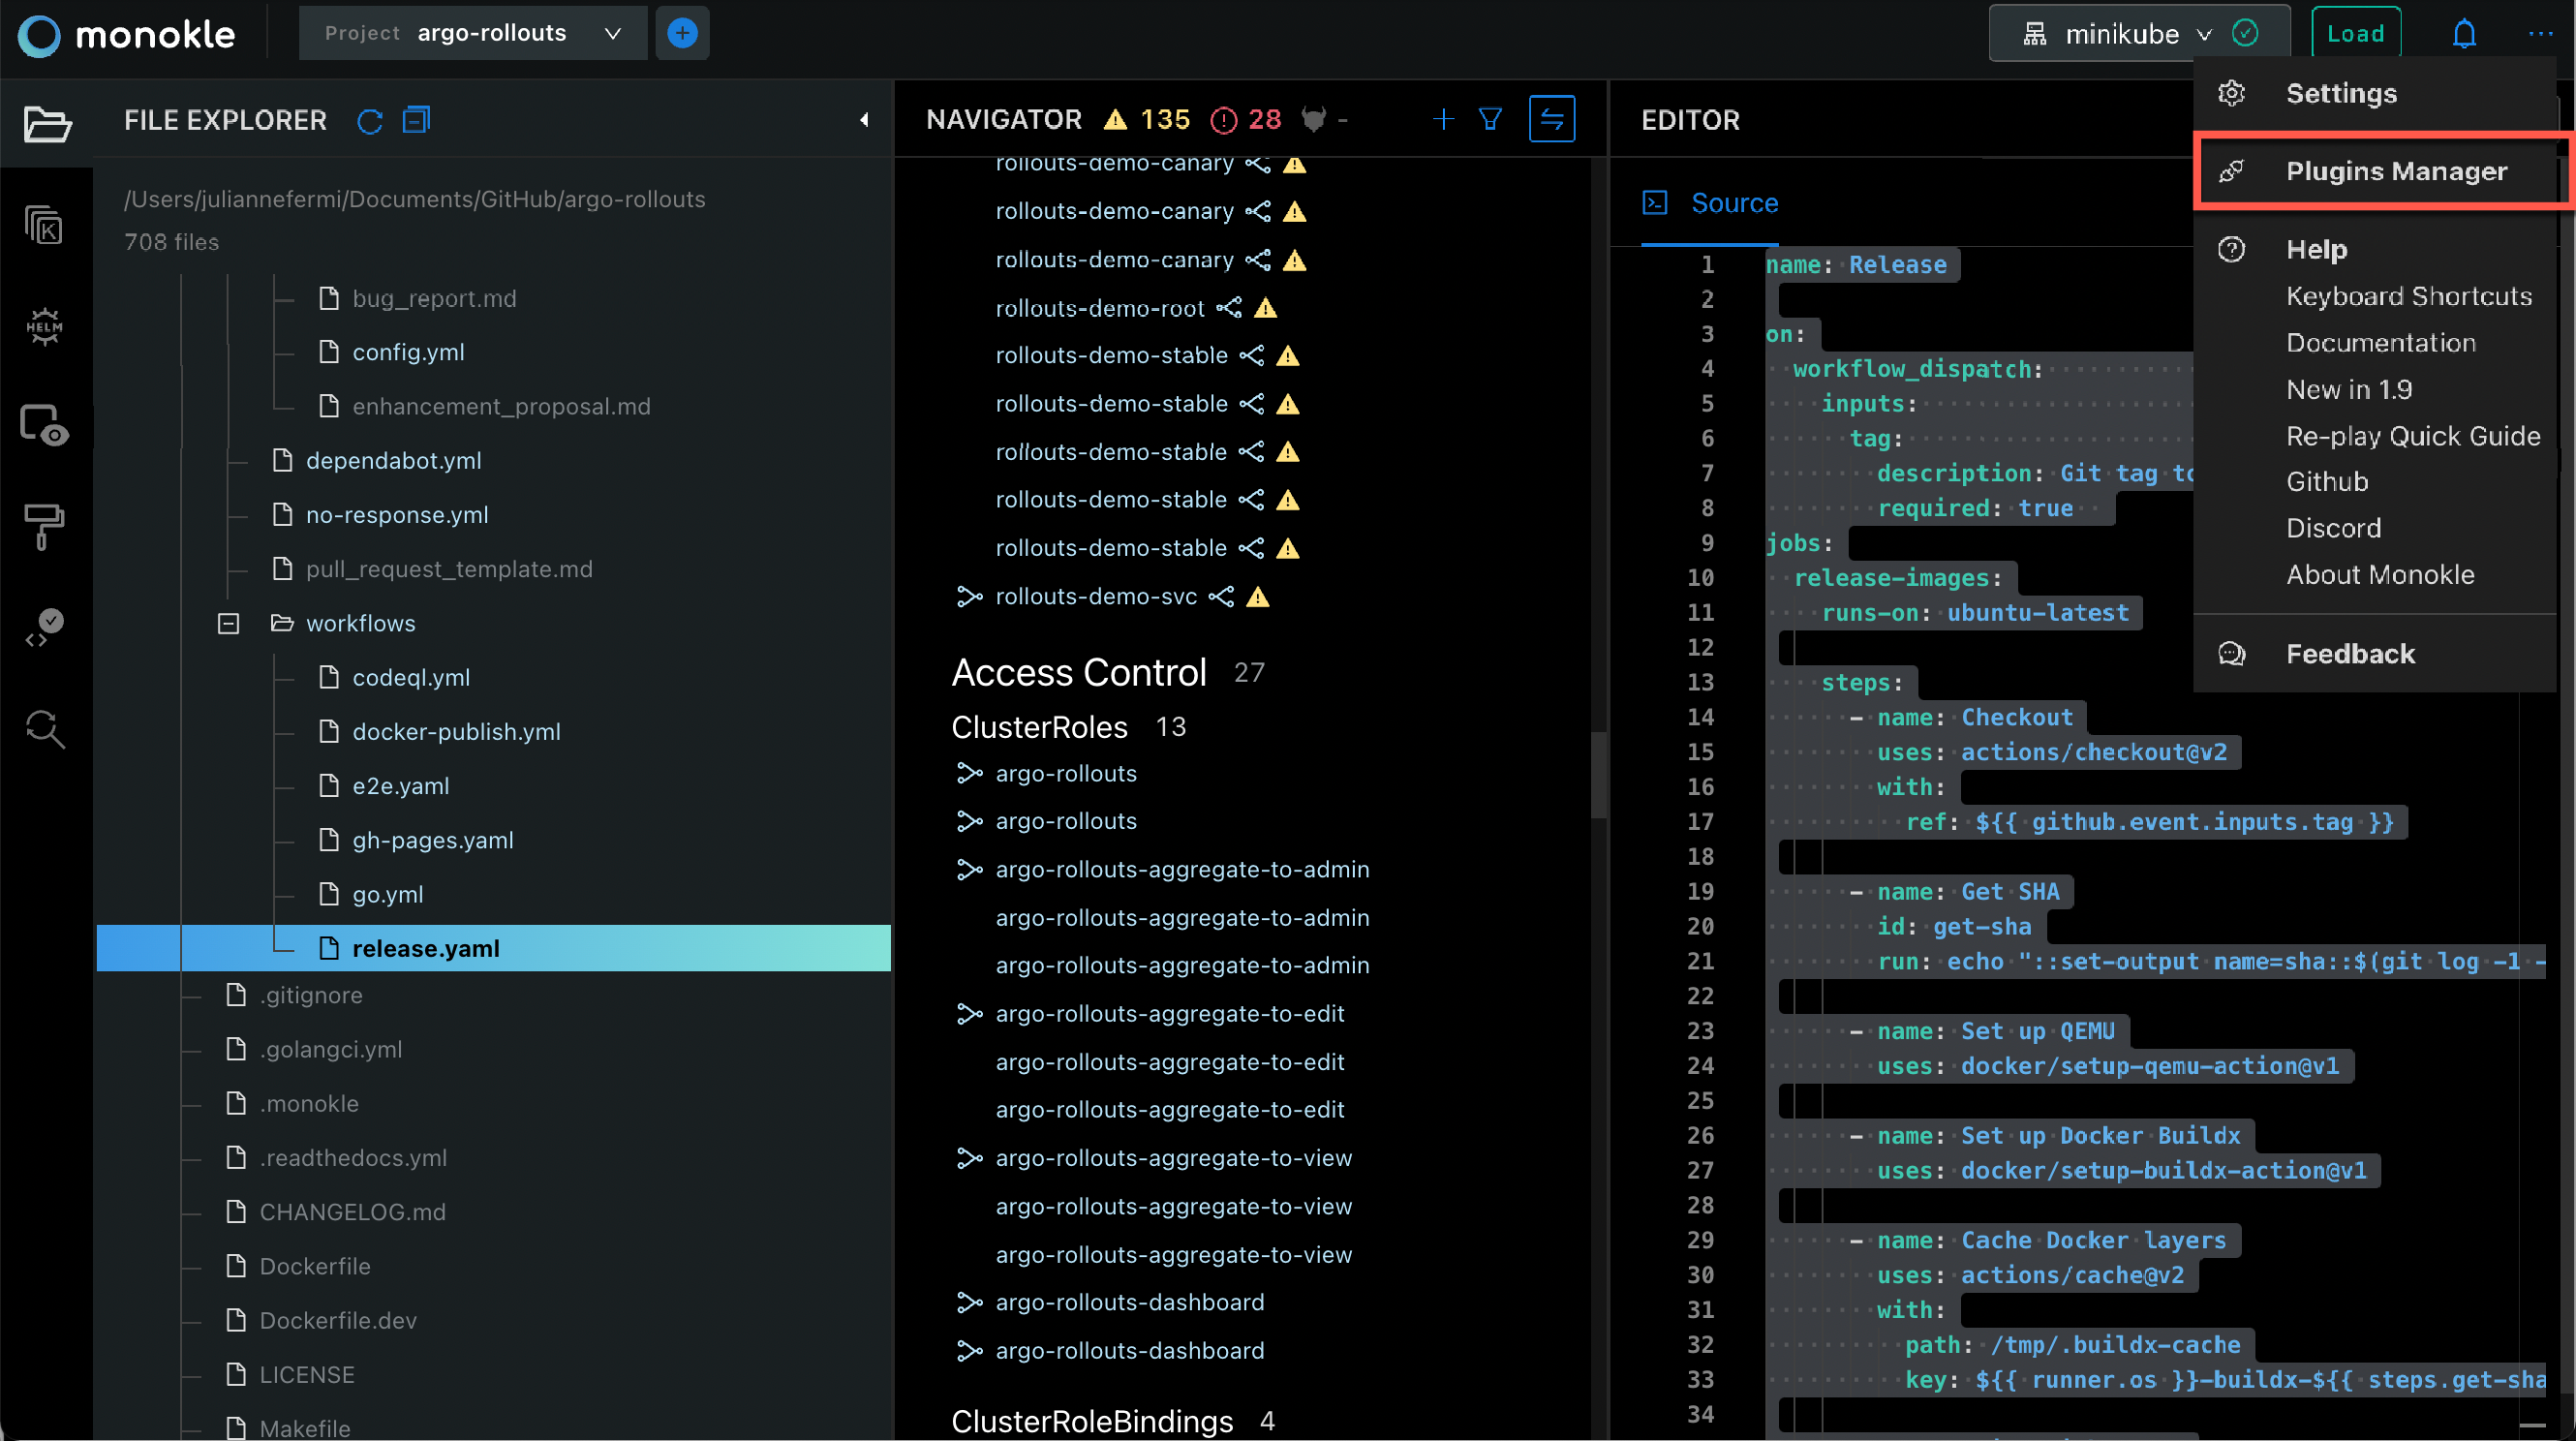 monokle
Project argo-rollouts
minikube
Load
FILE EXPLORER
/Users/juliannefermi/Documents/GitHub/argo-rollouts
708 files
HELM
bug_report.md
config.yml
enhancement_proposal.md
dependabot.yml
no-response.yml
pull_request_template.md
workflows
codeql.yml
docker-publish.yml
e2e.yaml
gh-pages.yaml
go.yml
release.yaml
.gitignore
.golangci.yml
.monokle
.readthedocs.yml
CHANGELOG.md
Dockerfile
Dockerfile.dev
LICENSE
Makefile
NAVIGATOR 135 28 -
rollouts-demo-canary
rollouts-demo-canary
rollouts-demo-canary
rollouts-demo-root
rollouts-demo-stable
rollouts-demo-stable
rollouts-demo-stable
rollouts-demo-stable
rollouts-demo-stable
rollouts-demo-svc
Access Control 27
ClusterRoles 13
argo-rollouts
argo-rollouts
argo-rollouts-aggregate-to-admin
argo-rollouts-aggregate-to-admin
argo-rollouts-aggregate-to-admin
argo-rollouts-aggregate-to-edit
argo-rollouts-aggregate-to-edit
argo-rollouts-aggregate-to-edit
argo-rollouts-aggregate-to-view
argo-rollouts-aggregate-to-view
argo-rollouts-aggregate-to-view
argo-rollouts-dashboard
argo-rollouts-dashboard
ClusterRoleBindings 4
EDITOR
Source
1 name: Release
2
3 on:
4 workflow_dispatch:
5 inputs:
6 tag:
7 description: Git tag to
8 required: true
9 jobs:
10 release-images:
11 runs-on: ubuntu-latest
12
13 steps:
14 - name: Checkout
15 uses: actions/checkout@v2
16 with:
17 ref: ${{ github.event.inputs.tag }}
18
19 - name: Get SHA
20 id: get-sha
21 run: echo "::set-output name=sha::$(git log -1 -
22
23 - name: Set up QEMU
24 uses: docker/setup-qemu-action@v1
25
26 - name: Set up Docker Buildx
27 uses: docker/setup-buildx-action@v1
28
29 - name: Cache Docker layers
30 uses: actions/cache@v2
31 with:
32 path: /tmp/.buildx-cache
33 key: ${{ runner.os }}-buildx-${{ steps.get-sha
34
Settings
Plugins Manager
Help
Keyboard Shortcuts
Documentation
New in 1.9
Re-play Quick Guide
Github
Discord
About Monokle
Feedback